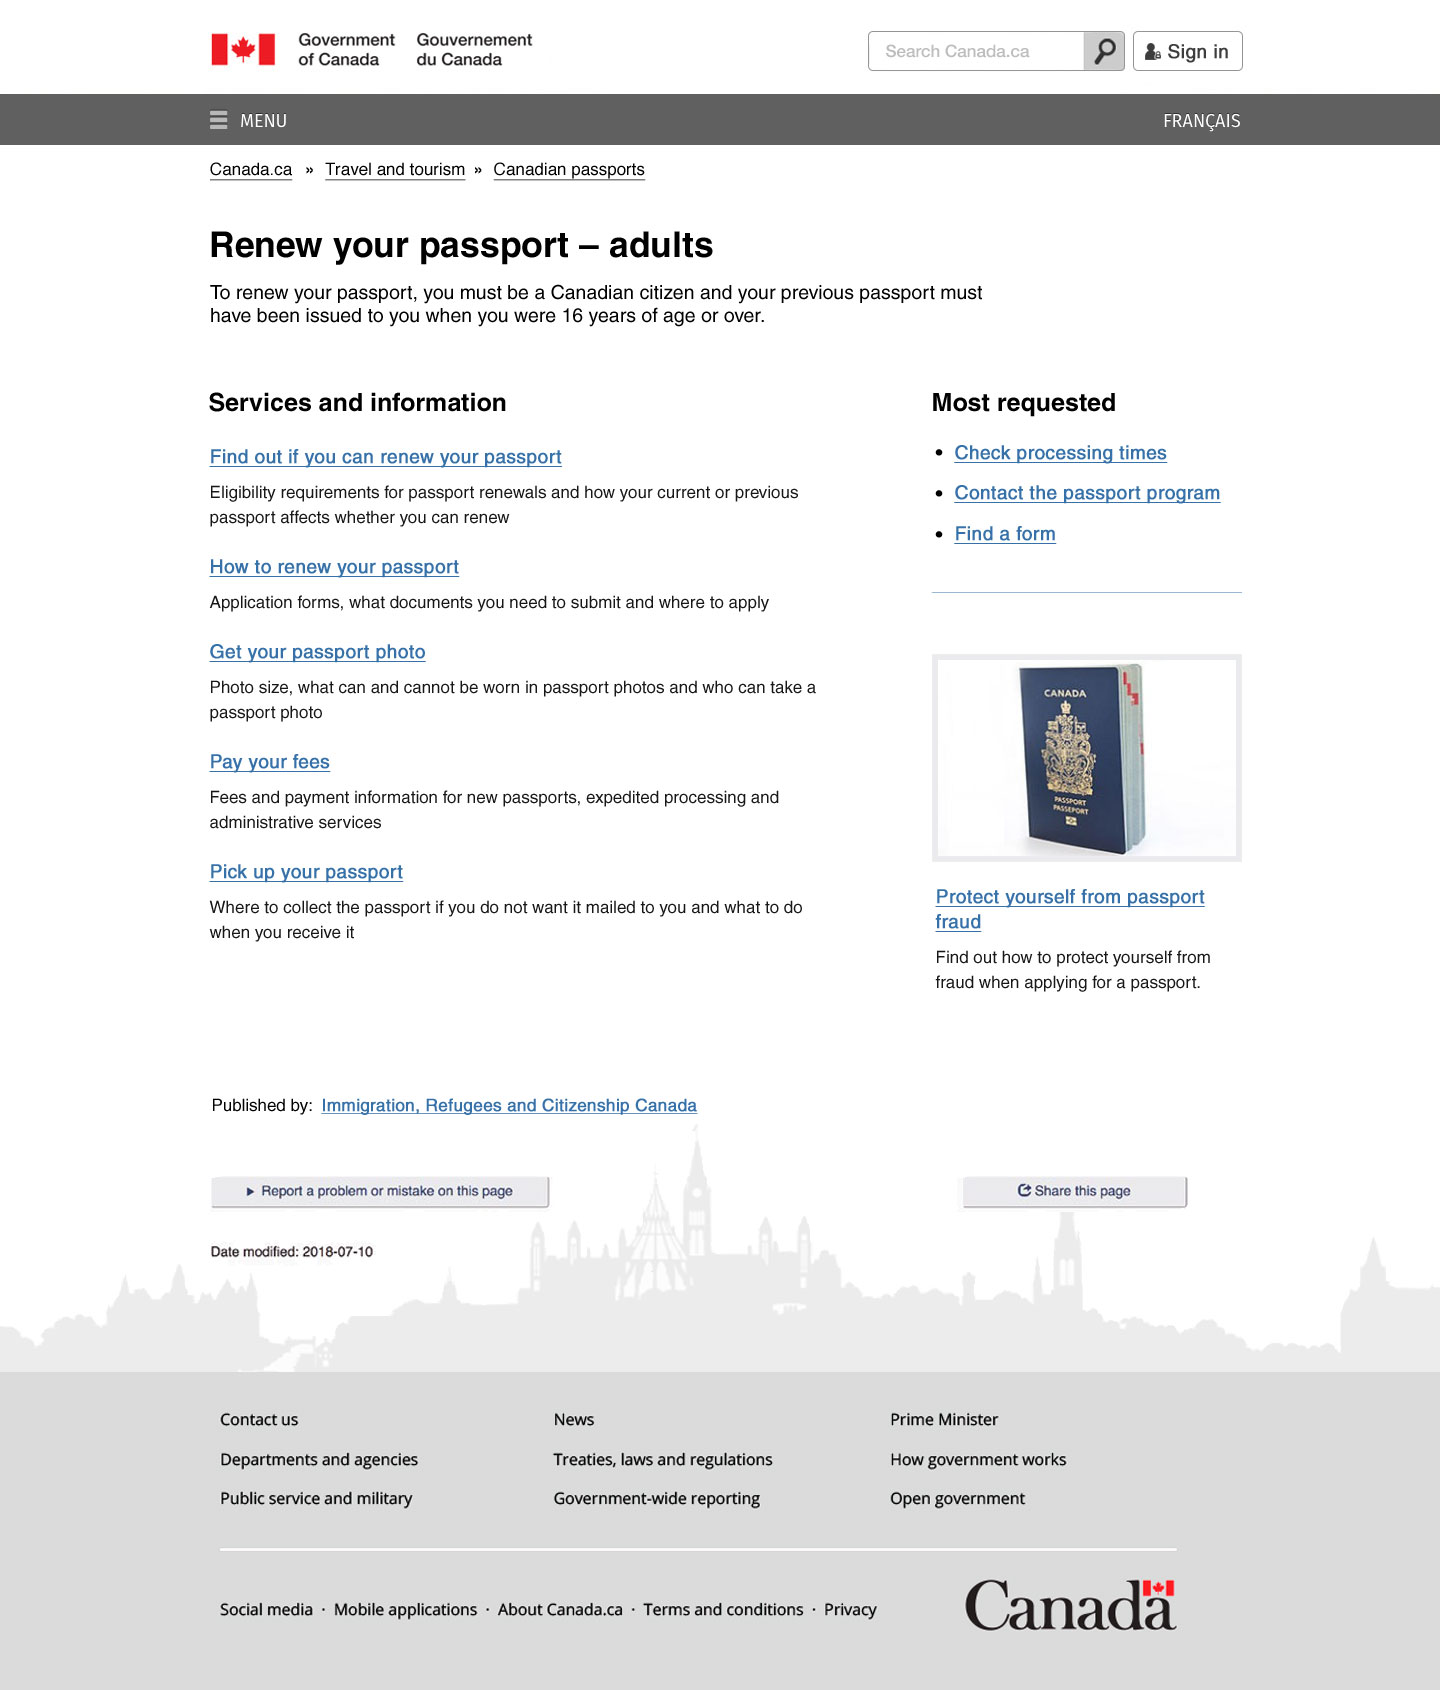 Government of Canada
Gouvernement du Canada
Search Canada.ca
Sign in
MENU
FRANÇAIS
Canada.ca » Travel and tourism » Canadian passports
Renew your passport – adults
To renew your passport, you must be a Canadian citizen and your previous passport must
have been issued to you when you were 16 years of age or over.
Services and information
Find out if you can renew your passport
Eligibility requirements for passport renewals and how your current or previous
passport affects whether you can renew
How to renew your passport
Application forms, what documents you need to submit and where to apply
Get your passport photo
Photo size, what can and cannot be worn in passport photos and who can take a
passport photo
Pay your fees
Fees and payment information for new passports, expedited processing and
administrative services
Pick up your passport
Where to collect the passport if you do not want it mailed to you and what to do
when you receive it
Most requested
• Check processing times
• Contact the passport program
• Find a form
CANADA
PASSPORT
PASSEPORT
Protect yourself from passport
fraud
Find out how to protect yourself from
fraud when applying for a passport.
Published by: Immigration, Refugees and Citizenship Canada
Report a problem or mistake on this page
Share this page
Date modified: 2018-07-10
Contact us
News
Prime Minister
Departments and agencies
Treaties, laws and regulations
How government works
Public service and military
Government-wide reporting
Open government
Social media · Mobile applications · About Canada.ca · Terms and conditions · Privacy
Canada